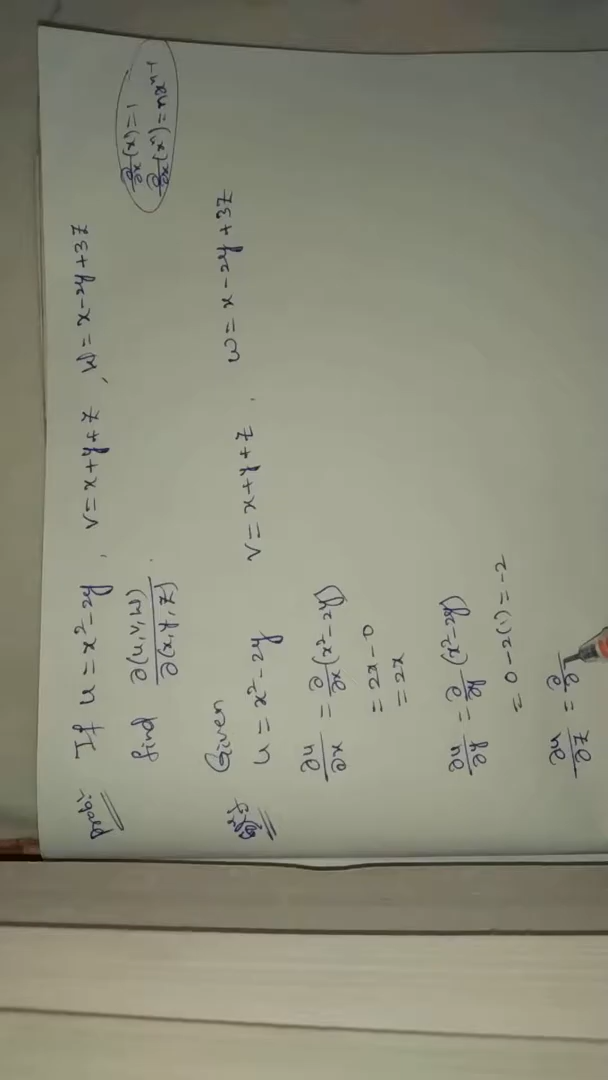 Prob:- If u = x² - 2y , v = x+y+z , w = x - 2y + 3z
find ∂(u,v,w)/∂(x,y,z) .
∂/∂x (x) = 1
∂/∂x (xⁿ) = nxⁿ⁻¹
Given
u = x² - 2y v = x+y+z , w = x - 2y + 3z
∂u/∂x = ∂/∂x (x² - 2y)
= 2x - 0
= 2x
∂u/∂y = ∂/∂y (x² - 2y)
= 0 - 2(1) = -2
∂u/∂z = ∂/∂